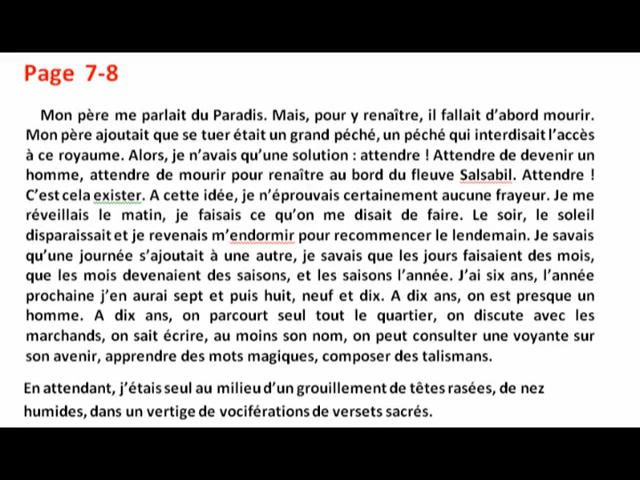 Page 7-8
Mon père me parlait du Paradis. Mais, pour y renaître, il fallait d'abord mourir.
Mon père ajoutait que se tuer était un grand péché, un péché qui interdisait l'accès
à ce royaume. Alors, je n'avais qu'une solution : attendre ! Attendre de devenir un
homme, attendre de mourir pour renaître au bord du fleuve Salsabil. Attendre !
C'est cela exister. A cette idée, je n'éprouvais certainement aucune frayeur. Je me
réveillais le matin, je faisais ce qu'on me disait de faire. Le soir, le soleil
disparaissait et je revenais m'endormir pour recommencer le lendemain. Je savais
qu'une journée s'ajoutait à une autre, je savais que les jours faisaient des mois,
que les mois devenaient des saisons, et les saisons l'année. J'ai six ans, l'année
prochaine j'en aurai sept et puis huit, neuf et dix. A dix ans, on est presque un
homme. A dix ans, on parcourt seul tout le quartier, on discute avec les
marchands, on sait écrire, au moins son nom, on peut consulter une voyante sur
son avenir, apprendre des mots magiques, composer des talismans.
En attendant, j'étais seul au milieu d'un grouillement de têtes rasées, de nez
humides, dans un vertige de vociférations de versets sacrés.